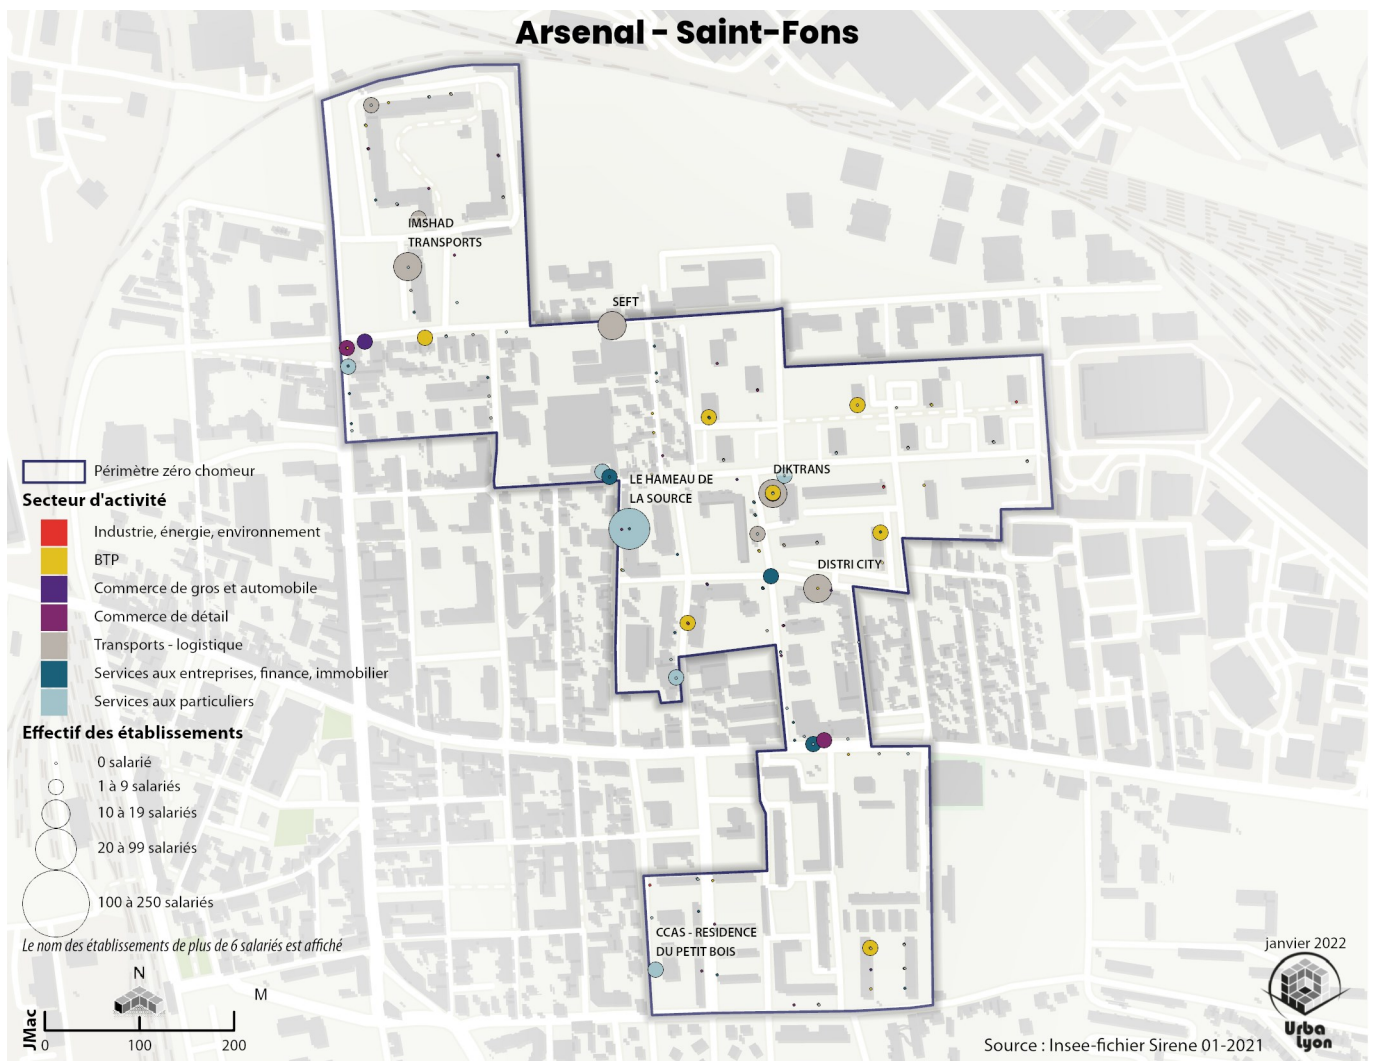 Arsenal - Saint-Fons
IMSHAD
TRANSPORTS
SEFT
LE HAMEAU DE
LA SOURCE
DIKTRANS
DISTRI CITY
CCAS - RESIDENCE
DU PETIT BOIS
Périmètre zéro chomeur
Secteur d'activité
Industrie, énergie, environnement
BTP
Commerce de gros et automobile
Commerce de détail
Transports - logistique
Services aux entreprises, finance, immobilier
Services aux particuliers
Effectif des établissements
0 salarié
1 à 9 salariés
10 à 19 salariés
20 à 99 salariés
100 à 250 salariés
Le nom des établissements de plus de 6 salariés est affiché
N
M
JMac
0 100 200
janvier 2022
Urba
Lyon
Source : Insee-fichier Sirene 01-2021